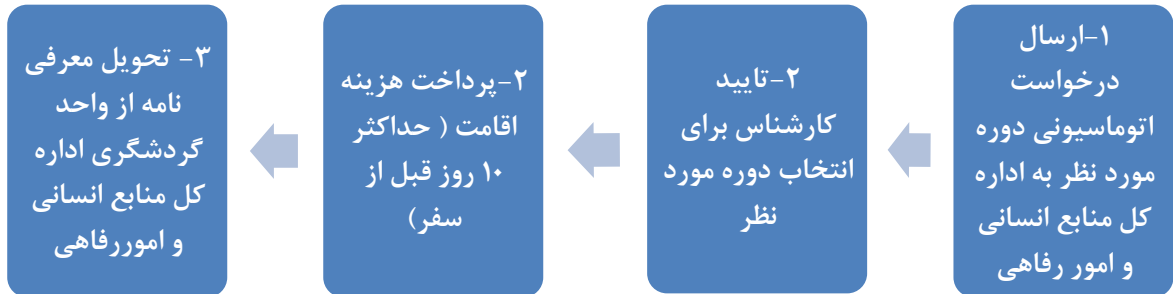 ۱-ارسال
درخواست
اتوماسیونی دوره
مورد نظر به اداره
کل منابع انسانی
و امور رفاهی
۲-تایید
کارشناس برای
انتخاب دوره مورد
نظر
۲-پرداخت هزینه
اقامت ( حداکثر
۱۰ روز قبل از
سفر)
۳- تحویل معرفی
نامه از واحد
گردشگری اداره
کل منابع انسانی
و اموررفاهی